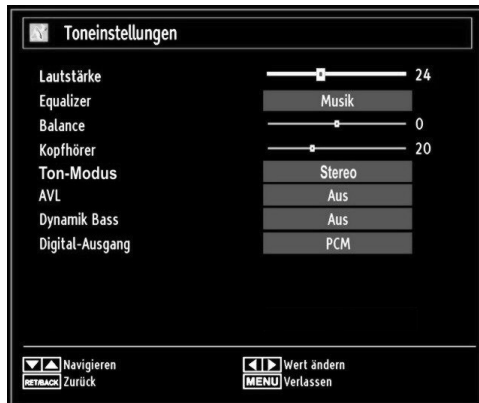 Toneinstellungen
Lautstärke 24
Equalizer Musik
Balance 0
Kopfhörer 20
Ton-Modus Stereo
AVL Aus
Dynamik Bass Aus
Digital-Ausgang PCM
Navigieren Wert ändern
RET/BACK Zurück MENU Verlassen